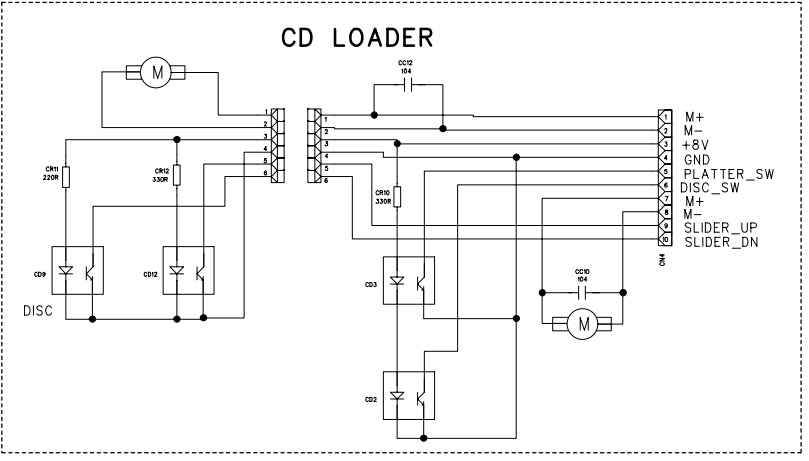 CD LOADER
M
CC12
104
1
2
3
4
5
6
1
2
3
4
5
6
1
2
3
4
5
6
7
8
9
10
M+
M-
+8V
GND
PLATTER_SW
DISC_SW
M+
M-
SLIDER_UP
SLIDER_DN
CN4
CR11
220R
CR12
330R
CR10
330R
CD9
CD12
CD3
CC10
104
M
DISC
CD2